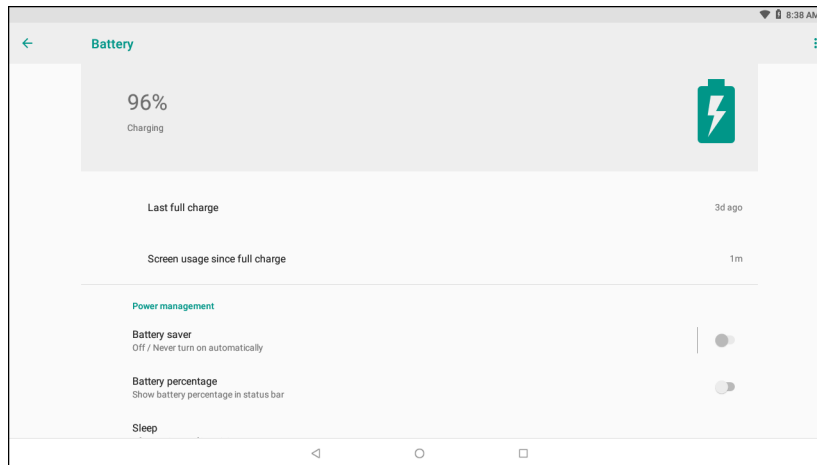 8:38 AM
Battery
96%
Charging
Last full charge
3d ago
Screen usage since full charge
1m
Power management
Battery saver
Off / Never turn on automatically
Battery percentage
Show battery percentage in status bar
Sleep